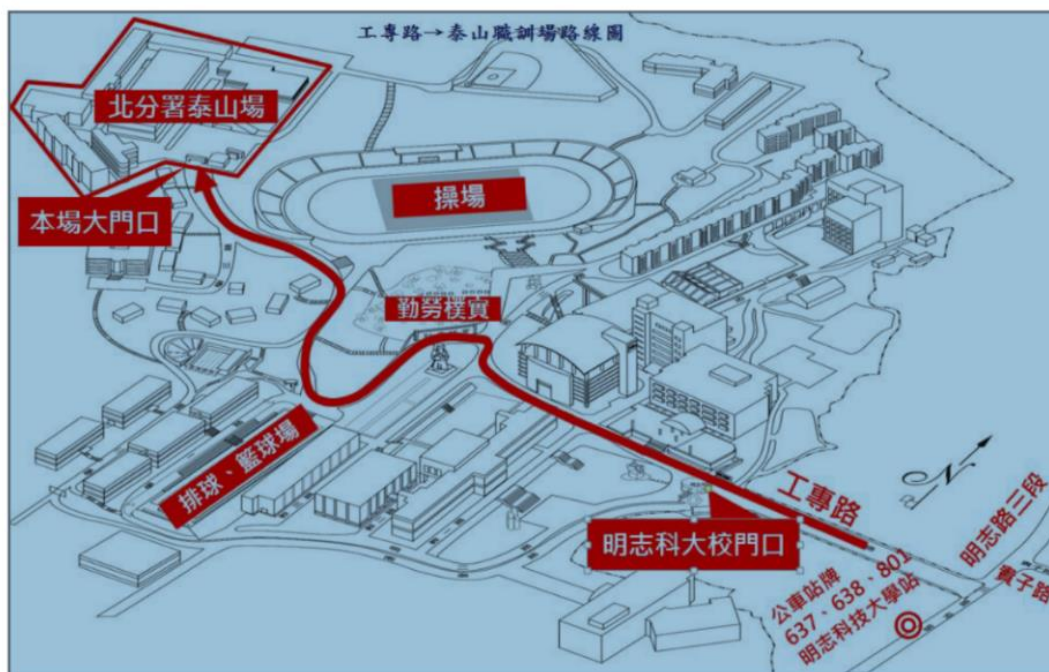 工專路→泰山職訓場路線圖
北分署泰山場
操場
本場大門口
勤勞樸實
排球、籃球場
工專路
明志科大校門口
明志路三段
貴子路
公車站牌
637、638、801
明志科技大學站